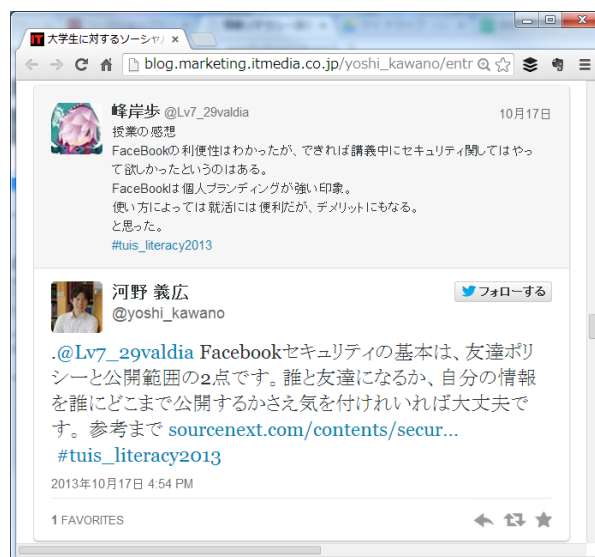 大学生に対するソーシャ
blog.marketing.itmedia.co.jp/yoshi_kawano/entr
峰岸歩 @Lv7_29valdia
10月17日
授業の感想
FaceBookの利便性はわかったが、できれば講義中にセキュリティ関してはやっ
て欲しかったというのはある。
FaceBookは個人ブランディングが強い印象。
使い方によっては就活には便利だが、デメリットにもなる。
と思った。
#tuis_literacy2013
河野 義広
フォローする
@yoshi_kawano
.@Lv7_29valdia Facebookセキュリティの基本は、友達ポリ
シーと公開範囲の2点です。誰と友達になるか、自分の情報
を誰にどこまで公開するかさえ気を付けれいれば大丈夫で
す。参考まで sourcenext.com/contents/secur...
#tuis_literacy2013
2013年10月17日 4:54 PM
1 FAVORITES